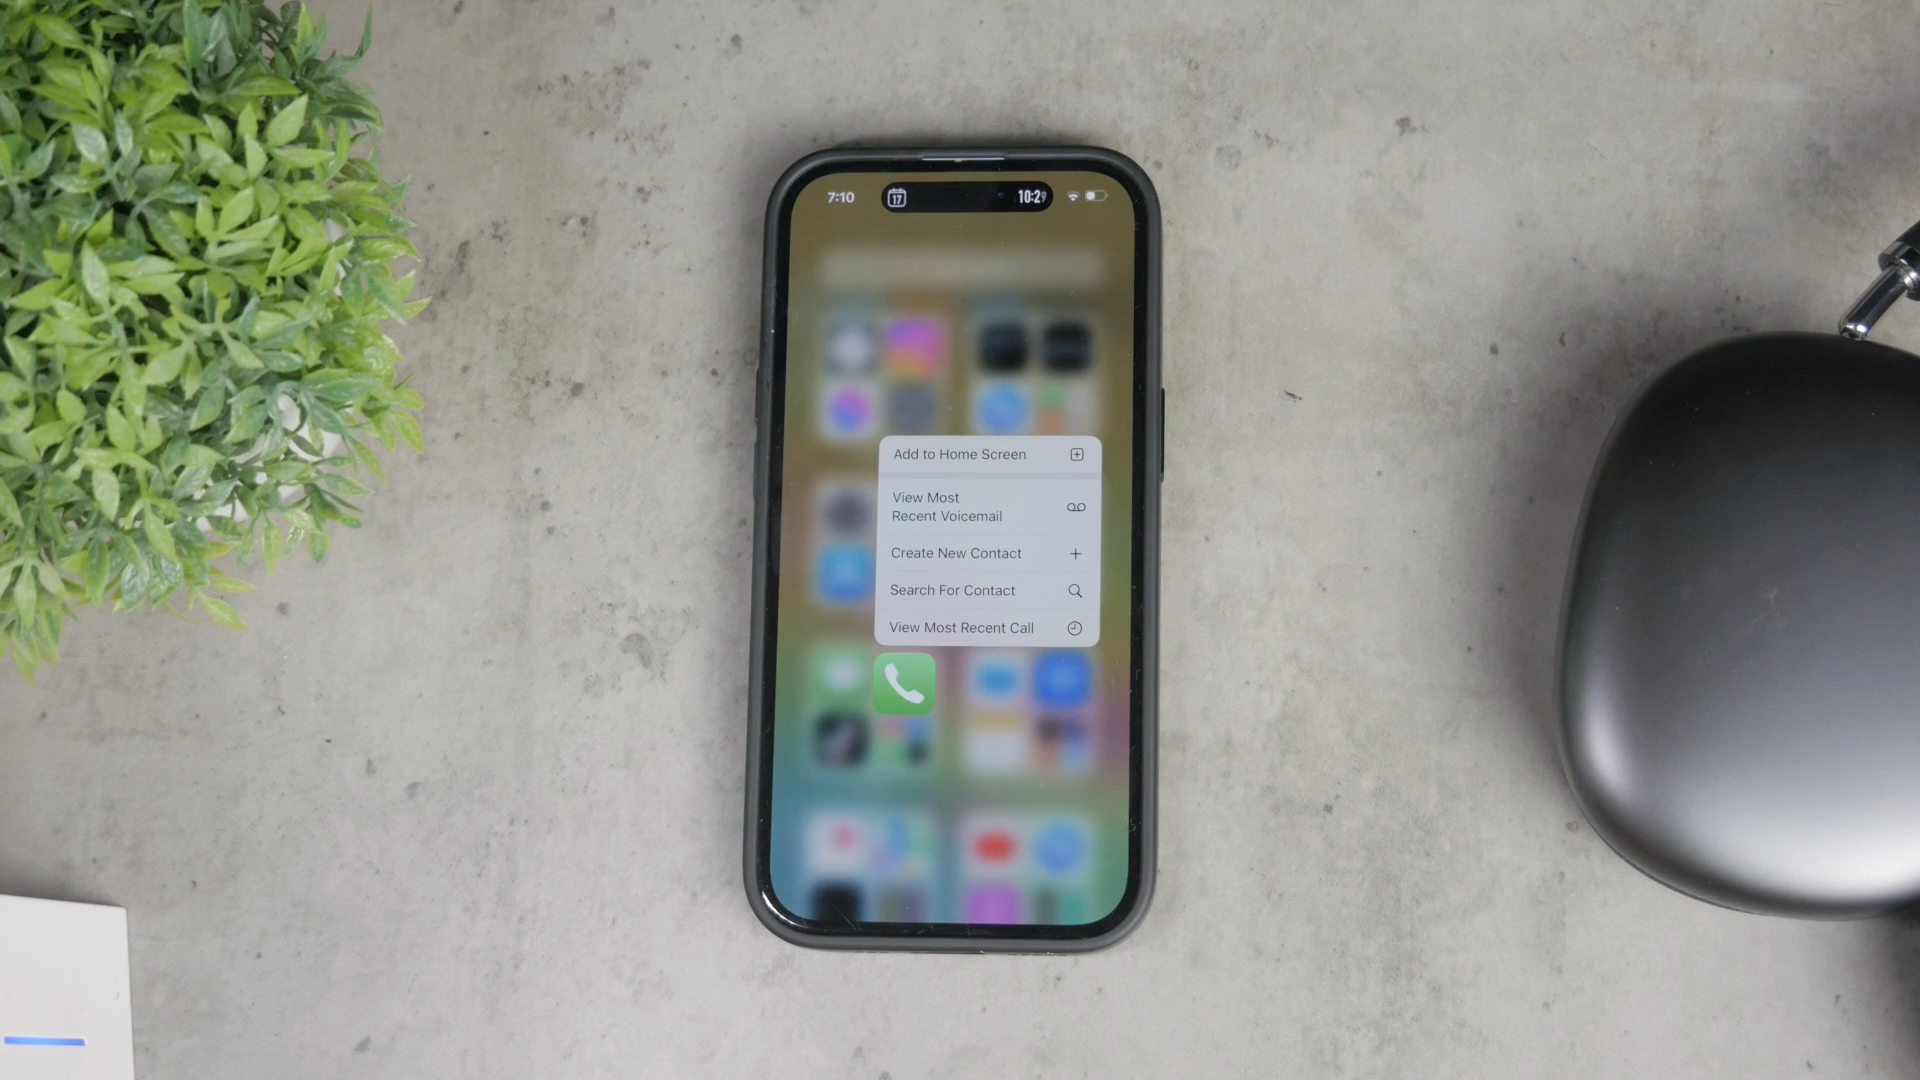 7:10
17
10:29
Add to Home Screen
View Most
Recent Voicemail
Create New Contact
Search For Contact
View Most Recent Call